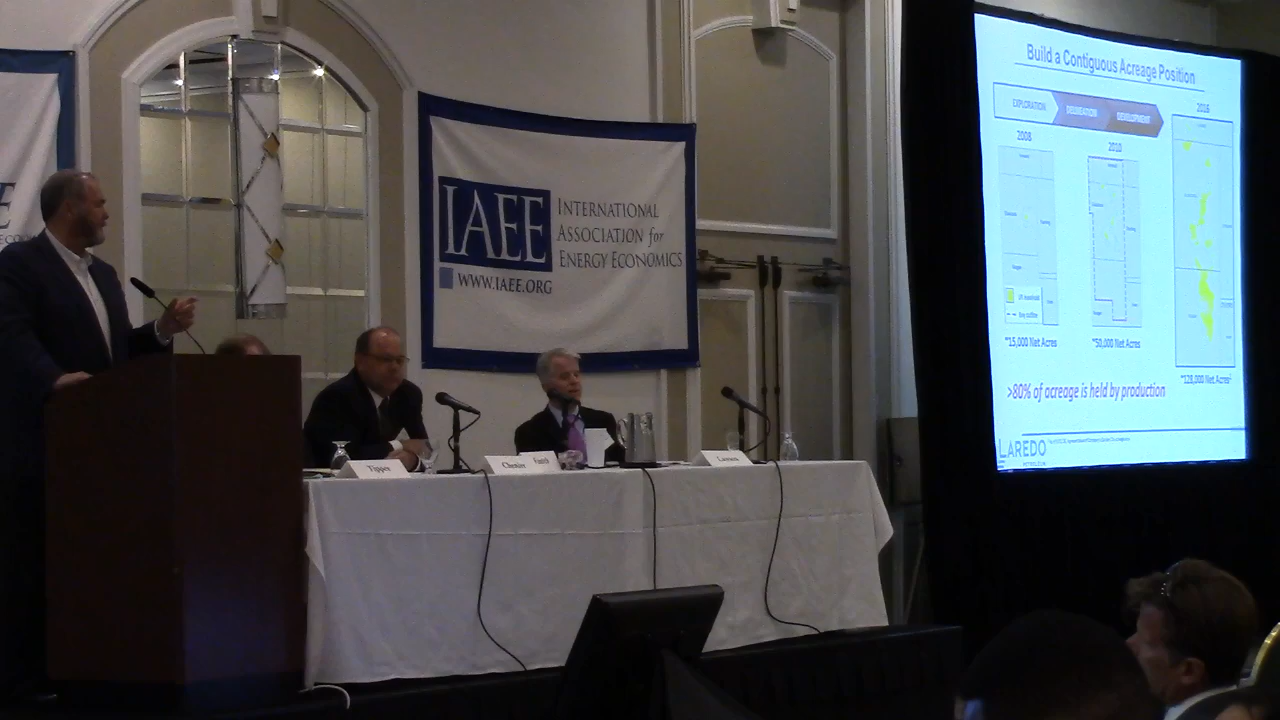 IAEE
INTERNATIONAL
ASSOCIATION for
ENERGY ECONOMICS
WWW.IAEE.ORG
E
Tippee
Chenier
Build a Contiguous Acreage Position
EXPLORATION
DELINEATION
DEVELOPMENT
2008
2010
2016
~15,000 Net Acres
~50,000 Net Acres
~128,000 Net Acres
>80% of acreage is held by production
LAREDO